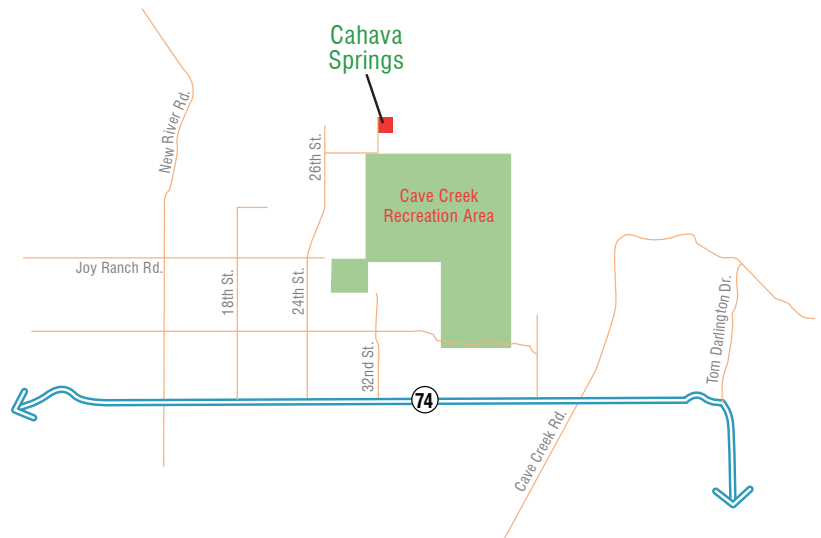 Cahava
Springs
New River Rd.
26th St.
Cave Creek
Recreation Area
Joy Ranch Rd.
18th St.
24th St.
Tom Darlington Dr.
32nd St.
74
Cave Creek Rd.